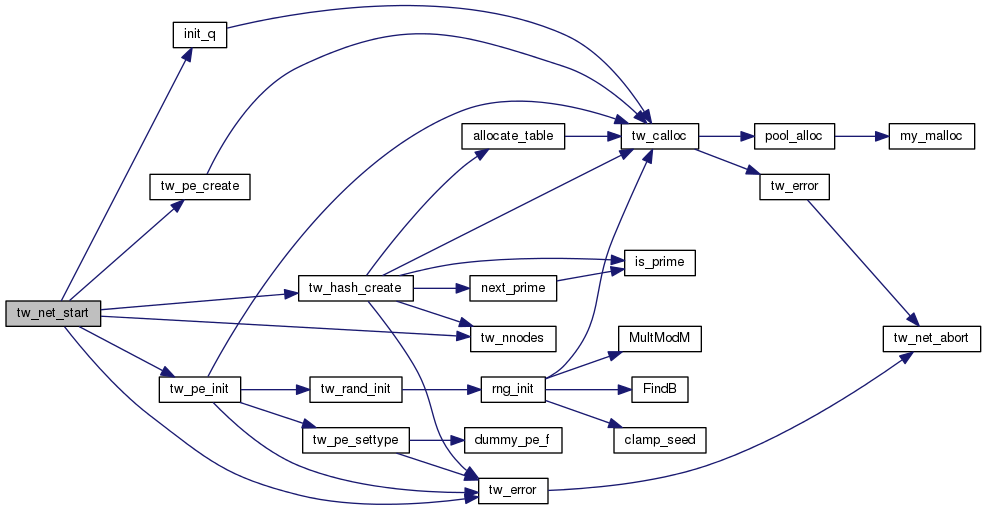 init_q
allocate_table
tw_calloc
pool_alloc
my_malloc
tw_pe_create
tw_error
is_prime
tw_hash_create
next_prime
tw_net_start
tw_nnodes
MultModM
tw_net_abort
tw_pe_init
tw_rand_init
rng_init
FindB
tw_pe_settype
dummy_pe_f
clamp_seed
tw_error